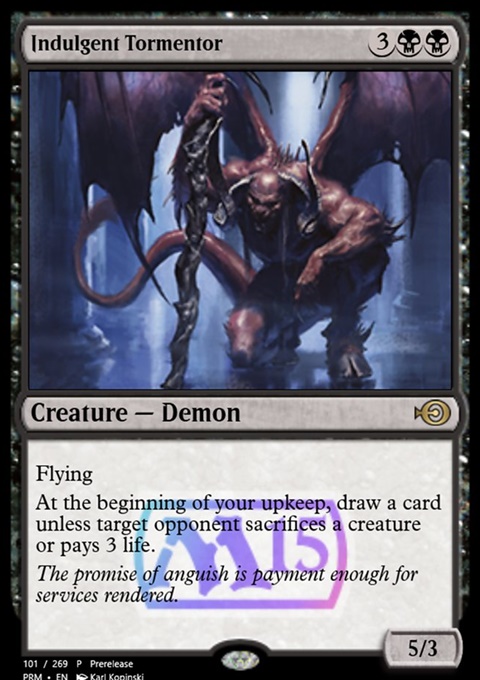 Indulgent Tormentor 3
Creature — Demon
Flying
At the beginning of your upkeep, draw a card
unless target opponent sacrifices a creature
or pays 3 life.
The promise of anguish is payment enough for
services rendered.
M15
5/3
101 / 269 P Prerelease
PRM • EN Karl Kopinski